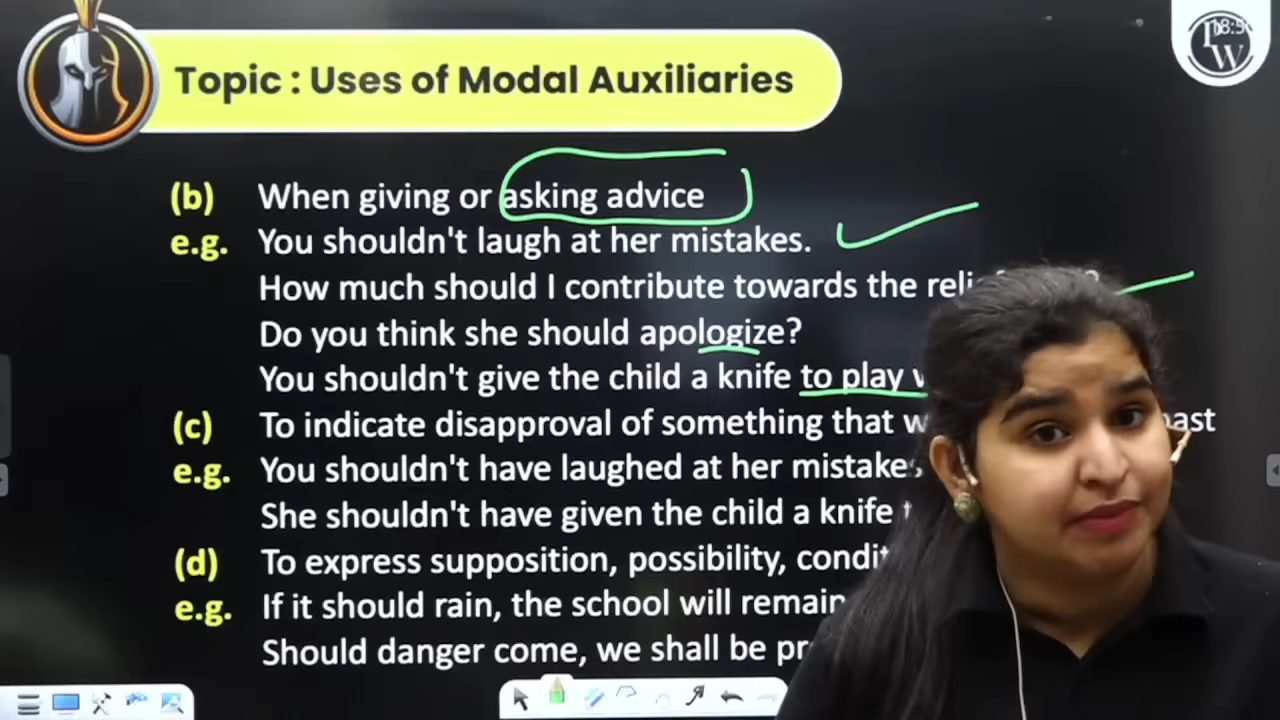 Topic : Uses of Modal Auxiliaries
PW
(b) When giving or asking advice
e.g. You shouldn't laugh at her mistakes.
How much should I contribute towards the
Do you think she should apologize?
You shouldn't give the child a knife to play
(c) To indicate disapproval of something that past
e.g. You shouldn't have laughed at her mistakes
She shouldn't have given the child a knife
(d) To express supposition, possibility,
e.g. If it should rain, the school will remain
Should danger come, we shall be